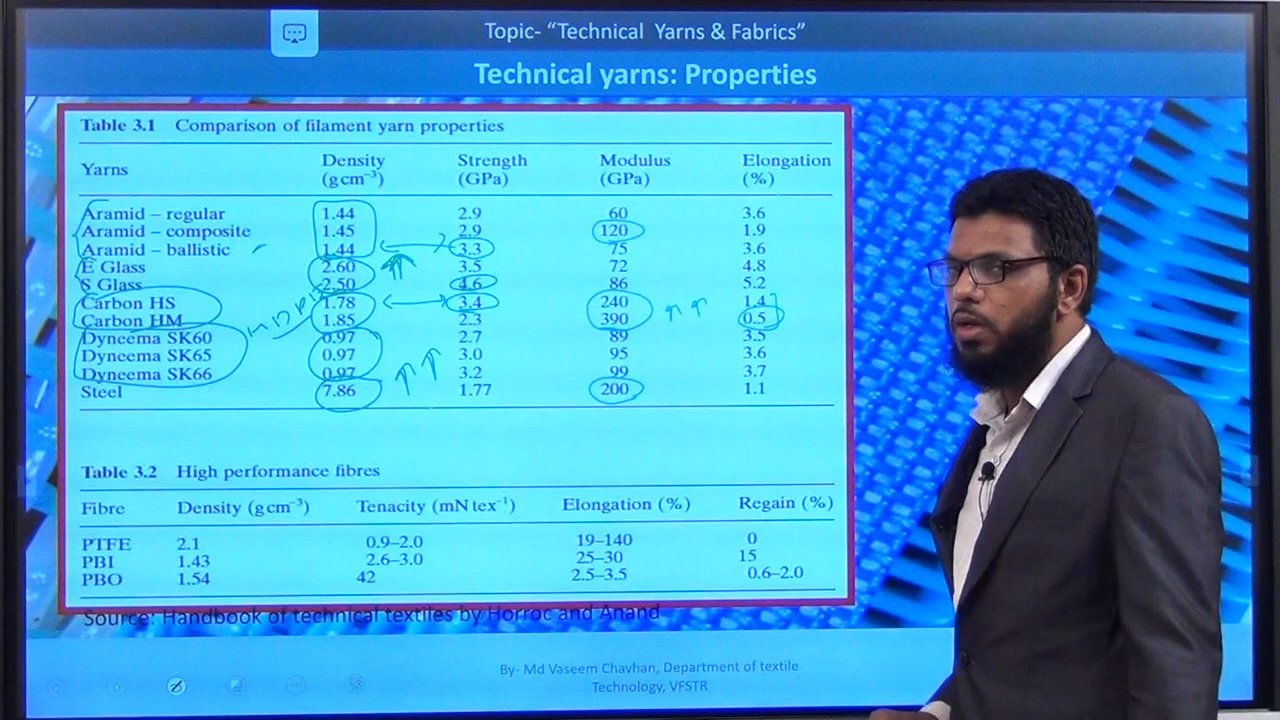 Topic- “Technical Yarns & Fabrics”
Technical yarns: Properties
Table 3.1 Comparison of filament yarn properties
Yarns Density (g cm⁻³) Strength (GPa) Modulus (GPa) Elongation (%)
Aramid – regular 1.44 2.9 60 3.6
Aramid – composite 1.45 2.9 120 1.9
Aramid – ballistic 1.44 3.3 75 3.6
E Glass 2.60 3.5 72 4.8
S Glass 2.50 4.6 86 5.2
Carbon HS 1.78 3.4 240 1.4
Carbon HM 1.85 2.3 390 0.5
Dyneema SK60 0.97 2.7 89 3.5
Dyneema SK65 0.97 3.0 95 3.6
Dyneema SK66 0.97 3.2 99 3.7
Steel 7.86 1.77 200 1.1
Table 3.2 High performance fibres
Fibre Density (g cm⁻³) Tenacity (mN tex⁻¹) Elongation (%) Regain (%)
PTFE 2.1 0.9–2.0 19–140 0
PBI 1.43 2.6–3.0 25–30 15
PBO 1.54 42 2.5–3.5 0.6–2.0
Source: Handbook of technical textiles by Horroc and Anand
By- Md Vaseem Chavhan, Department of textile
Technology, VFSTR